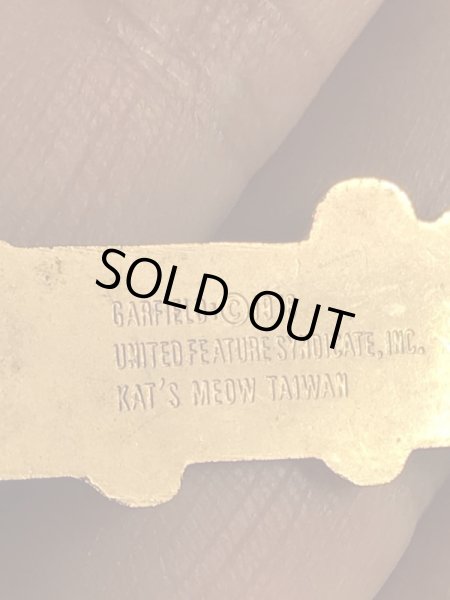 SOLD OUT
GARFIELD: ©
UNITED FEATURE SYNDICATE, INC.
KAT'S MEOW TAIWAN